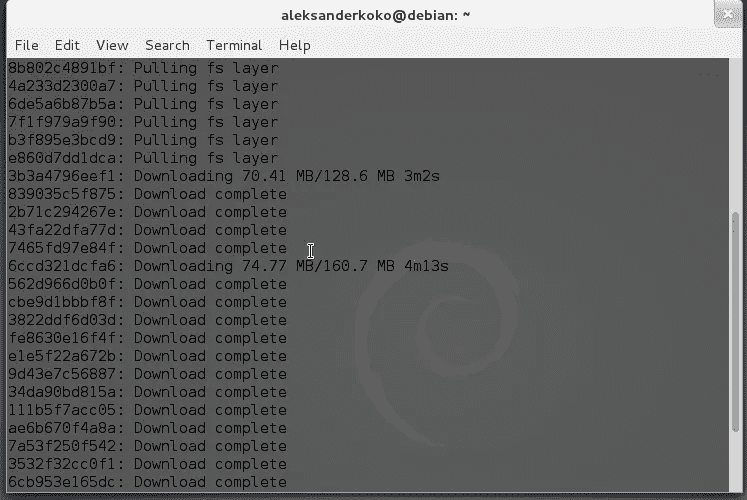 aleksanderkoko@debian: ~
File Edit View Search Terminal Help
8b802c4891bf: Pulling fs layer
4a233d2300a7: Pulling fs layer
6de5a6b87b5a: Pulling fs layer
7f1f979a9f90: Pulling fs layer
b3f895e3bcd9: Pulling fs layer
e860d7dd1dca: Pulling fs layer
3b3a4796eef1: Downloading 70.41 MB/128.6 MB 3m2s
839035c5f875: Download complete
2b71c294267e: Download complete
43fa22dfa77d: Download complete
7465fd97e84f: Download complete
6ccd321dcfa6: Downloading 74.77 MB/160.7 MB 4m13s
562d966d0b0f: Download complete
cbe9d1bbbf8f: Download complete
3822ddf6d03d: Download complete
fe8630e16f4f: Download complete
e1e5f22a672b: Download complete
9d43e7c56887: Download complete
34da90bd815a: Download complete
111b5f7acc05: Download complete
ae6b670f4a8a: Download complete
7a53f250f542: Download complete
3532f32cc0f1: Download complete
6cb953e165dc: Download complete